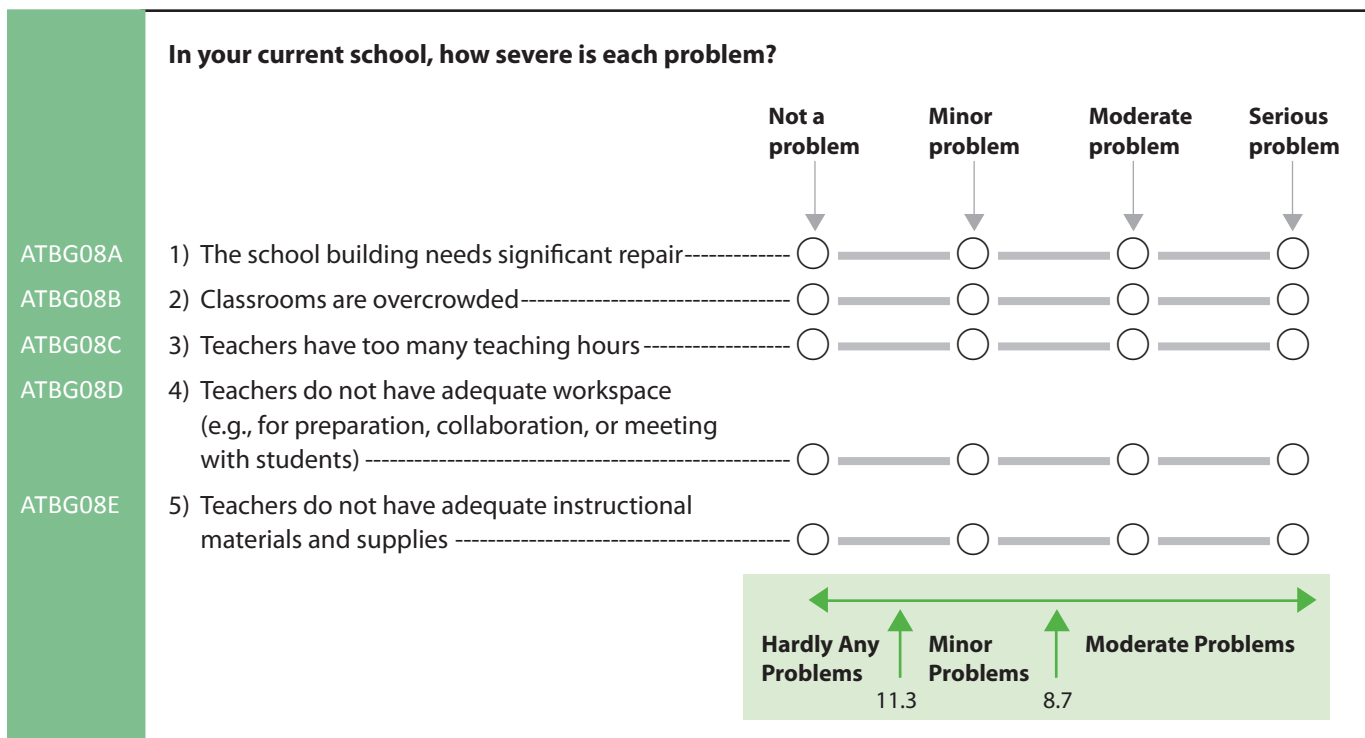 In your current school, how severe is each problem?
Not a problem
Minor problem
Moderate problem
Serious problem
ATBG08A 1) The school building needs significant repair
ATBG08B 2) Classrooms are overcrowded
ATBG08C 3) Teachers have too many teaching hours
ATBG08D 4) Teachers do not have adequate workspace
(e.g., for preparation, collaboration, or meeting
with students)
ATBG08E 5) Teachers do not have adequate instructional
materials and supplies
Hardly Any Problems
Minor Problems
Moderate Problems
11.3 8.7